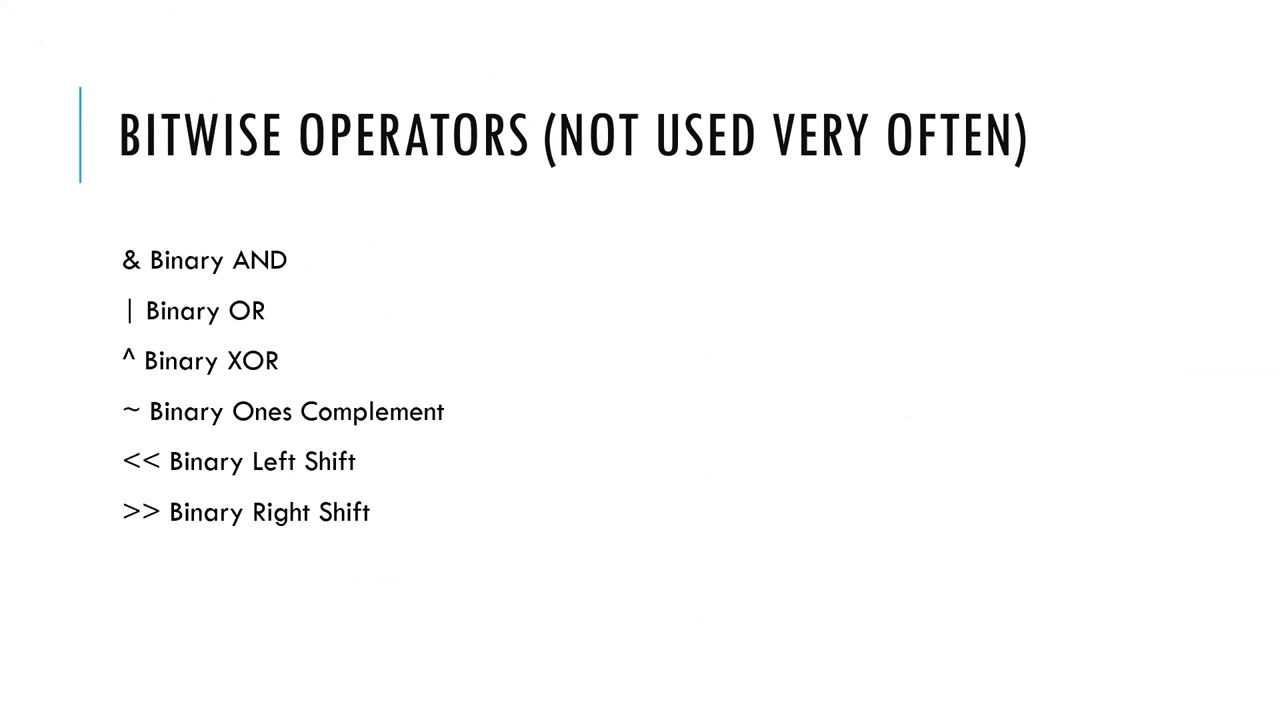 BITWISE OPERATORS (NOT USED VERY OFTEN)
& Binary AND
| Binary OR
^ Binary XOR
~ Binary Ones Complement
<< Binary Left Shift
>> Binary Right Shift